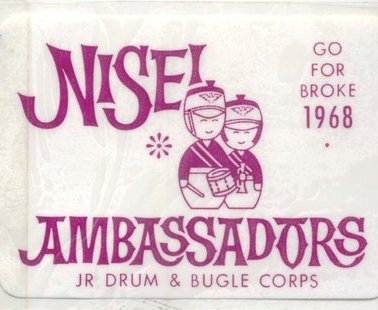 NISEI
GO
FOR
BROKE
1968
AMBASSADORS
JR DRUM & BUGLE CORPS